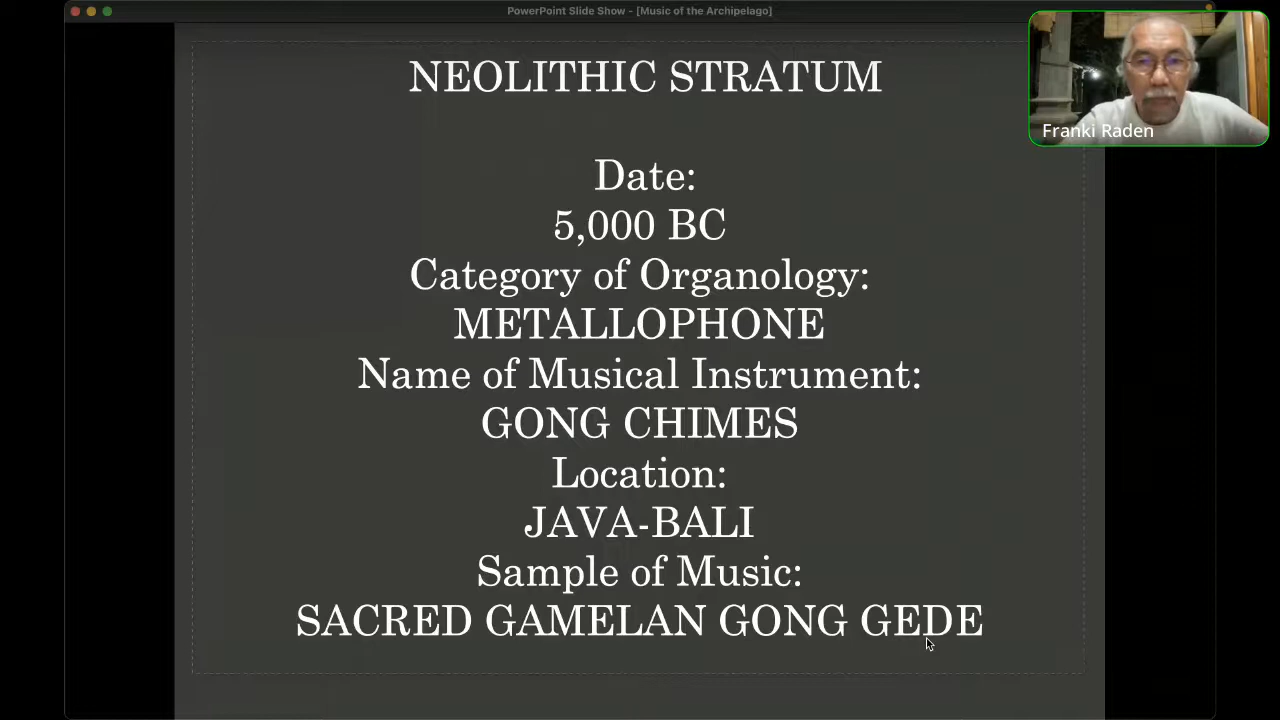 PowerPoint Slide Show - [Music of the Archipelago]
NEOLITHIC STRATUM
Franki Raden
Date:
5,000 BC
Category of Organology:
METALLOPHONE
Name of Musical Instrument:
GONG CHIMES
Location:
JAVA-BALI
Sample of Music:
SACRED GAMELAN GONG GEDE